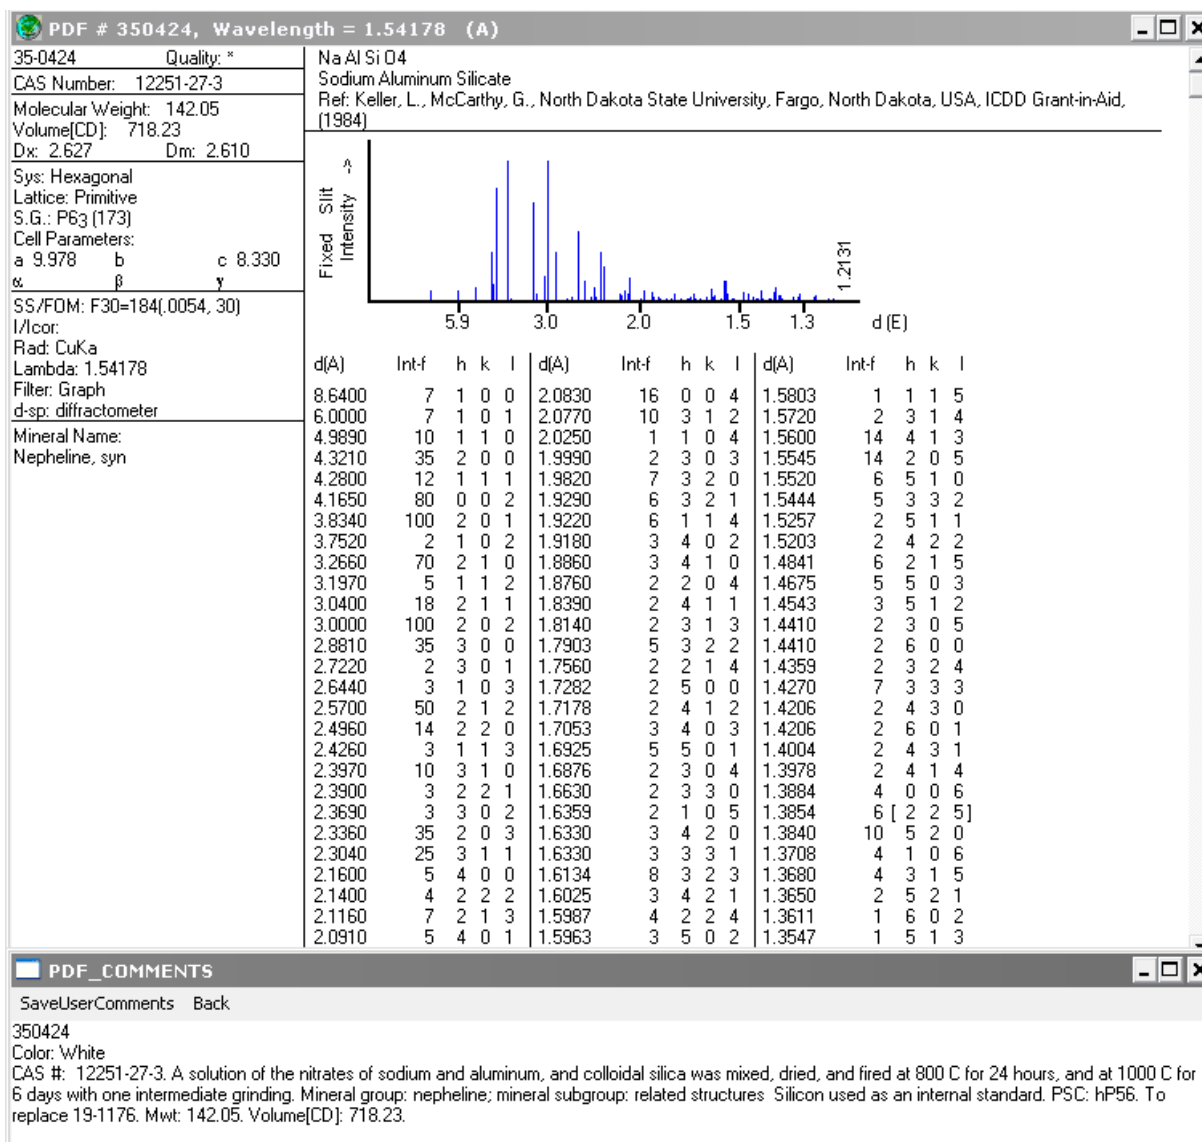 PDF # 350424, Wavelength = 1.54178 (A)
35-0424 Quality: *
CAS Number: 12251-27-3
Molecular Weight: 142.05
Volume[CD]: 718.23
Dx: 2.627 Dm: 2.610
Sys: Hexagonal
Lattice: Primitive
S.G.: P63 (173)
Cell Parameters:
a 9.978 b c 8.330
α β γ
SS/FOM: F30=184(.0054, 30)
I/Icor:
Rad: CuKa
Lambda: 1.54178
Filter: Graph
d-sp: diffractometer
Mineral Name:
Nepheline, syn
Na Al Si O4
Sodium Aluminum Silicate
Ref: Keller, L., McCarthy, G., North Dakota State University, Fargo, North Dakota, USA, ICDD Grant-in-Aid,
(1984)
Fixed Slit
Intensity ->
1.2131
5.9 3.0 2.0 1.5 1.3 d (E)
d(A) Int-f h k l d(A) Int-f h k l d(A) Int-f h k l
8.6400 7 1 0 0 2.0830 16 0 0 4 1.5803 1 1 1 5
6.0000 7 1 0 1 2.0770 10 3 1 2 1.5720 2 3 1 4
4.9890 10 1 1 0 2.0250 1 1 0 4 1.5600 14 4 1 3
4.3210 35 2 0 0 1.9990 2 3 0 3 1.5545 14 2 0 5
4.2800 12 1 1 1 1.9820 7 3 2 0 1.5520 6 5 1 0
4.1650 80 0 0 2 1.9290 6 3 2 1 1.5444 5 3 3 2
3.8340 100 2 0 1 1.9220 6 1 1 4 1.5257 2 5 1 1
3.7520 2 1 0 2 1.9180 3 4 0 2 1.5203 2 4 2 2
3.2660 70 2 1 0 1.8860 3 4 1 0 1.4841 6 2 1 5
3.1970 5 1 1 2 1.8760 2 2 0 4 1.4675 5 5 0 3
3.0400 18 2 1 1 1.8390 2 4 1 1 1.4543 3 5 1 2
3.0000 100 2 0 2 1.8140 2 3 1 3 1.4410 2 3 0 5
2.8810 35 3 0 0 1.7903 5 3 2 2 1.4410 2 6 0 0
2.7220 2 3 0 1 1.7560 2 2 1 4 1.4359 2 3 2 4
2.6440 3 1 0 3 1.7282 2 5 0 0 1.4270 7 3 3 3
2.5700 50 2 1 2 1.7178 2 4 1 2 1.4206 2 4 3 0
2.4960 14 2 2 0 1.7053 3 4 0 3 1.4206 2 6 0 1
2.4260 3 1 1 3 1.6925 5 5 0 1 1.4004 2 4 3 1
2.3970 10 3 1 0 1.6876 2 3 0 4 1.3978 2 4 1 4
2.3900 3 2 2 1 1.6630 2 3 3 0 1.3884 4 0 0 6
2.3690 3 3 0 2 1.6359 2 1 0 5 1.3854 6 [ 2 2 5]
2.3360 35 2 0 3 1.6330 3 4 2 0 1.3840 10 5 2 0
2.3040 25 3 1 1 1.6330 3 3 3 1 1.3708 4 1 0 6
2.1600 5 4 0 0 1.6134 8 3 2 3 1.3680 4 3 1 5
2.1400 4 2 2 2 1.6025 3 4 2 1 1.3650 2 5 2 1
2.1160 7 2 1 3 1.5987 4 2 2 4 1.3611 1 6 0 2
2.0910 5 4 0 1 1.5963 3 5 0 2 1.3547 1 5 1 3
PDF_COMMENTS
SaveUserComments Back
350424
Color: White
CAS #: 12251-27-3. A solution of the nitrates of sodium and aluminum, and colloidal silica was mixed, dried, and fired at 800 C for 24 hours, and at 1000 C for
6 days with one intermediate grinding. Mineral group: nepheline; mineral subgroup: related structures Silicon used as an internal standard. PSC: hP56. To
replace 19-1176. Mwt: 142.05. Volume[CD]: 718.23.